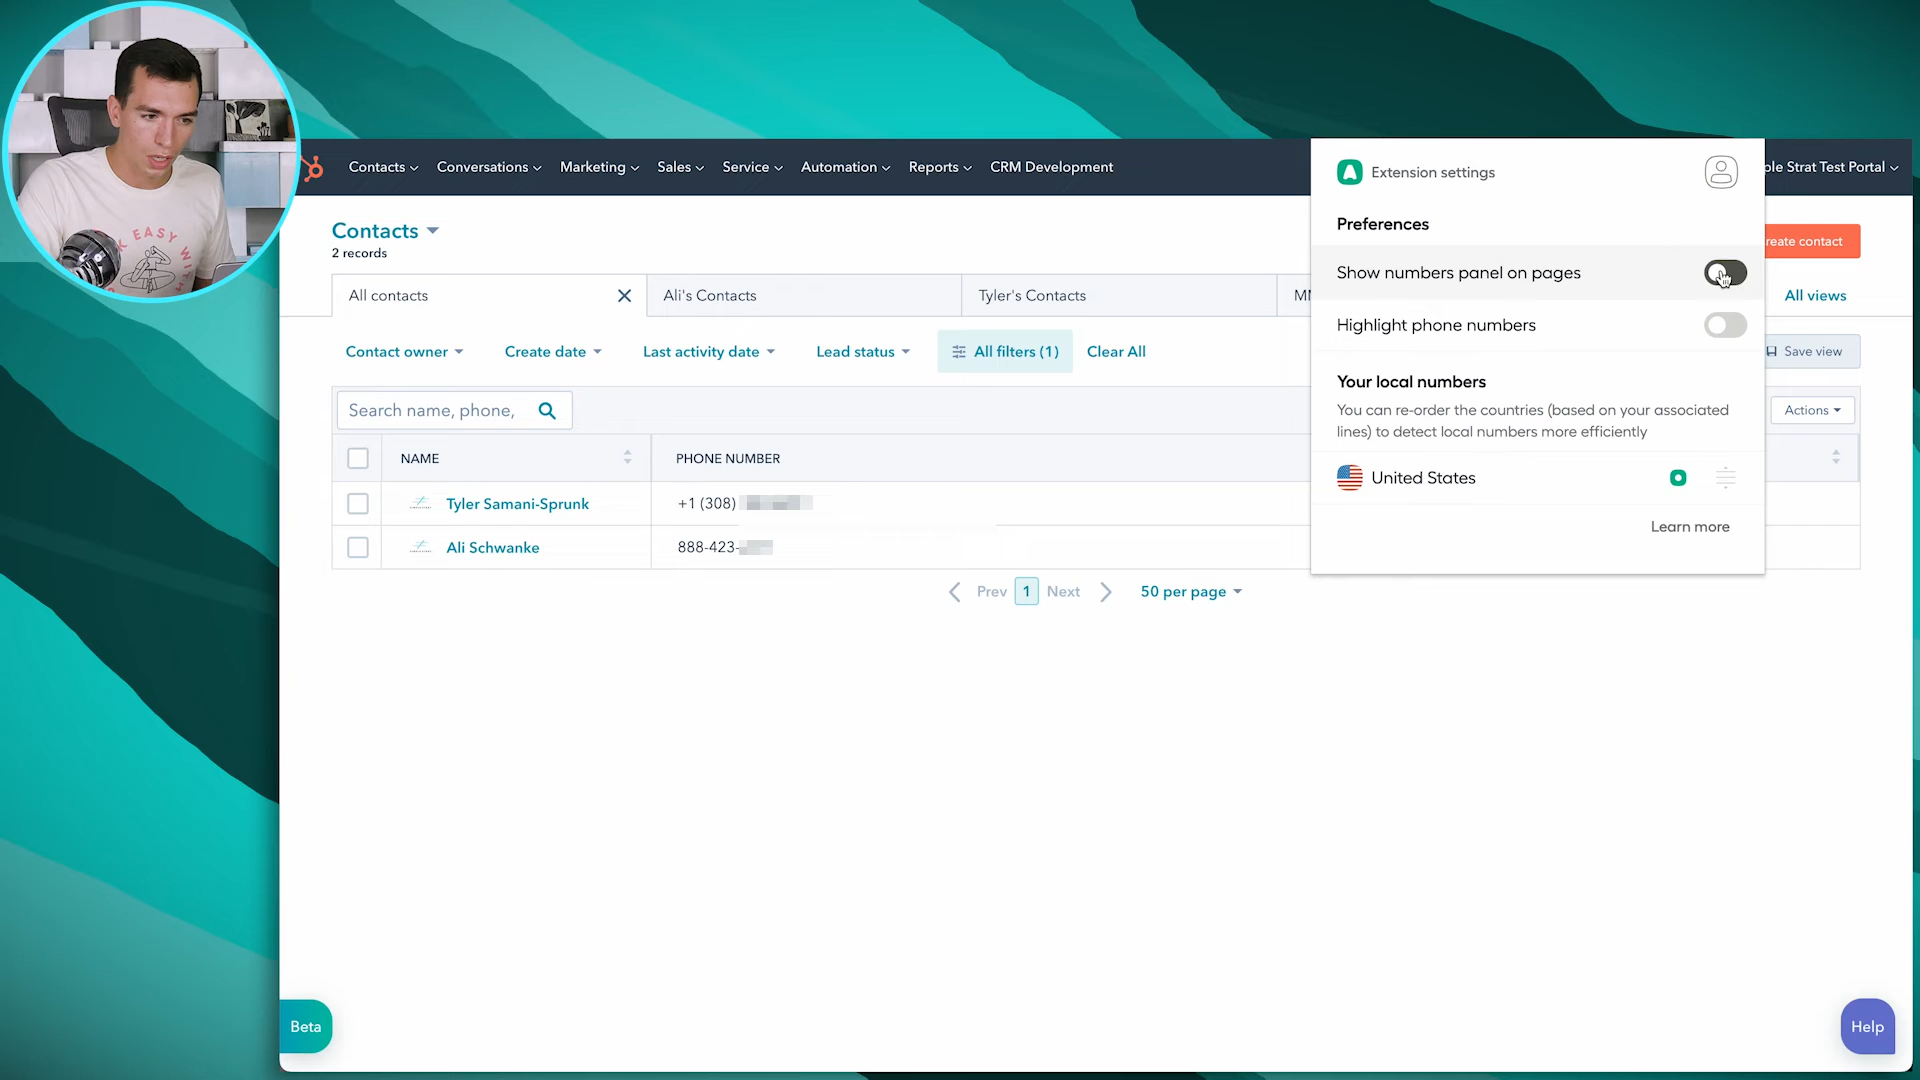 K EASY WI
Contacts
Conversations
Marketing
Sales
Service
Automation
Reports
CRM Development
ple Strat Test Portal
Extension settings
Preferences
Show numbers panel on pages
Highlight phone numbers
Your local numbers
You can re-order the countries (based on your associated
lines) to detect local numbers more efficiently
United States
Learn more
Contacts
2 records
reate contact
All contacts
Ali's Contacts
Tyler's Contacts
All views
Contact owner
Create date
Last activity date
Lead status
All filters (1)
Clear All
Save view
Search name, phone,
Actions
NAME
PHONE NUMBER
Tyler Samani-Sprunk
+1 (308)
Ali Schwanke
888-423-
Prev
1
Next
50 per page
Beta
Help